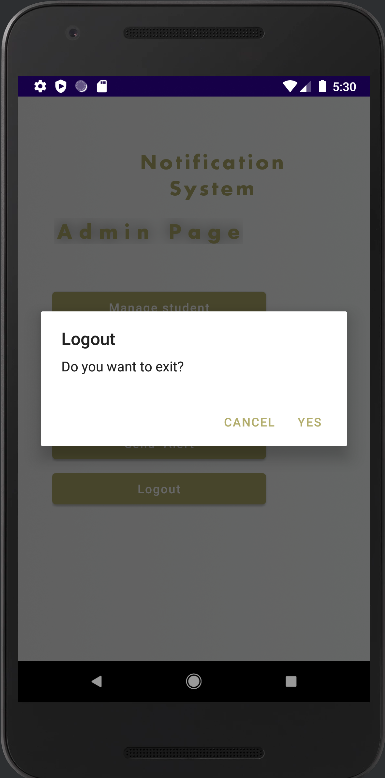 5:30
Notification
System
Admin Page
Manage student
Logout
Do you want to exit?
CANCEL YES
Logout